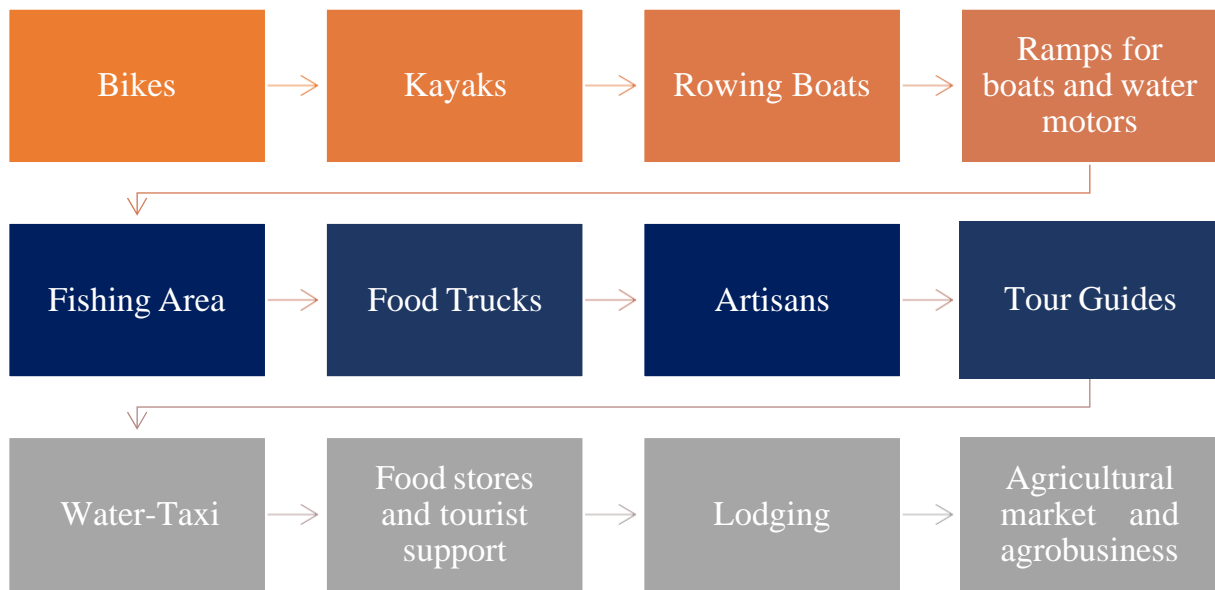 Bikes
Kayaks
Rowing Boats
Ramps for
boats and water
motors
Fishing Area
Food Trucks
Artisans
Tour Guides
Water-Taxi
Food stores
and tourist
support
Lodging
Agricultural
market and
agrobusiness